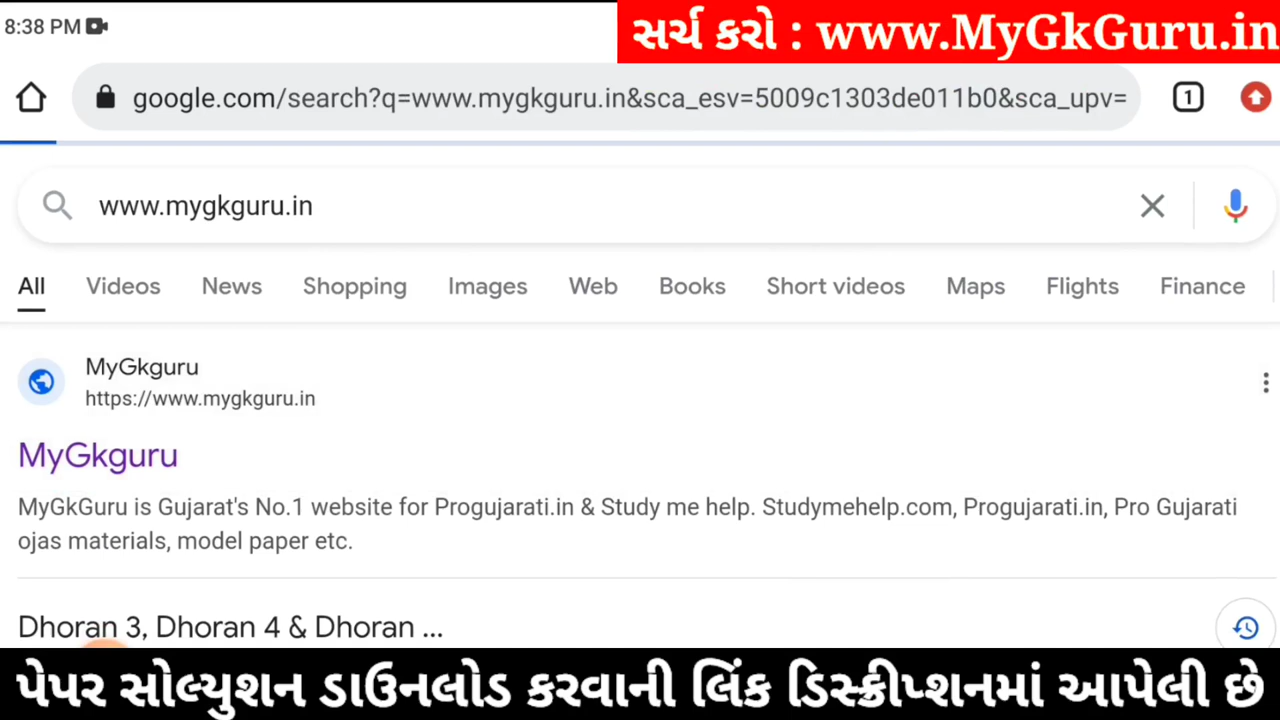 8:38 PM
સર્ચ કરો : www.MyGkGuru.in
google.com/search?q=www.mygkguru.in&sca_esv=5009c1303de011b0&sca_upv=
1
www.mygkguru.in
All Videos News Shopping Images Web Books Short videos Maps Flights Finance
MyGkguru
https://www.mygkguru.in
MyGkguru
MyGkGuru is Gujarat's No.1 website for Progujarati.in & Study me help. Studymehelp.com, Progujarati.in, Pro Gujarati
ojas materials, model paper etc.
Dhoran 3, Dhoran 4 & Dhoran ...
પેપર સોલ્યુશન ડાઉનલોડ કરવાની લિંક ડિસ્ક્રીપ્શનમાં આપેલી છે